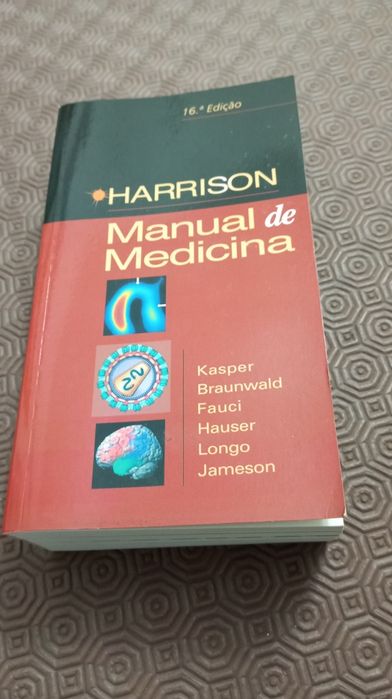 16.ª Edição
HARRISON
Manual de
Medicina
Kasper
Braunwald
Fauci
Hauser
Longo
Jameson